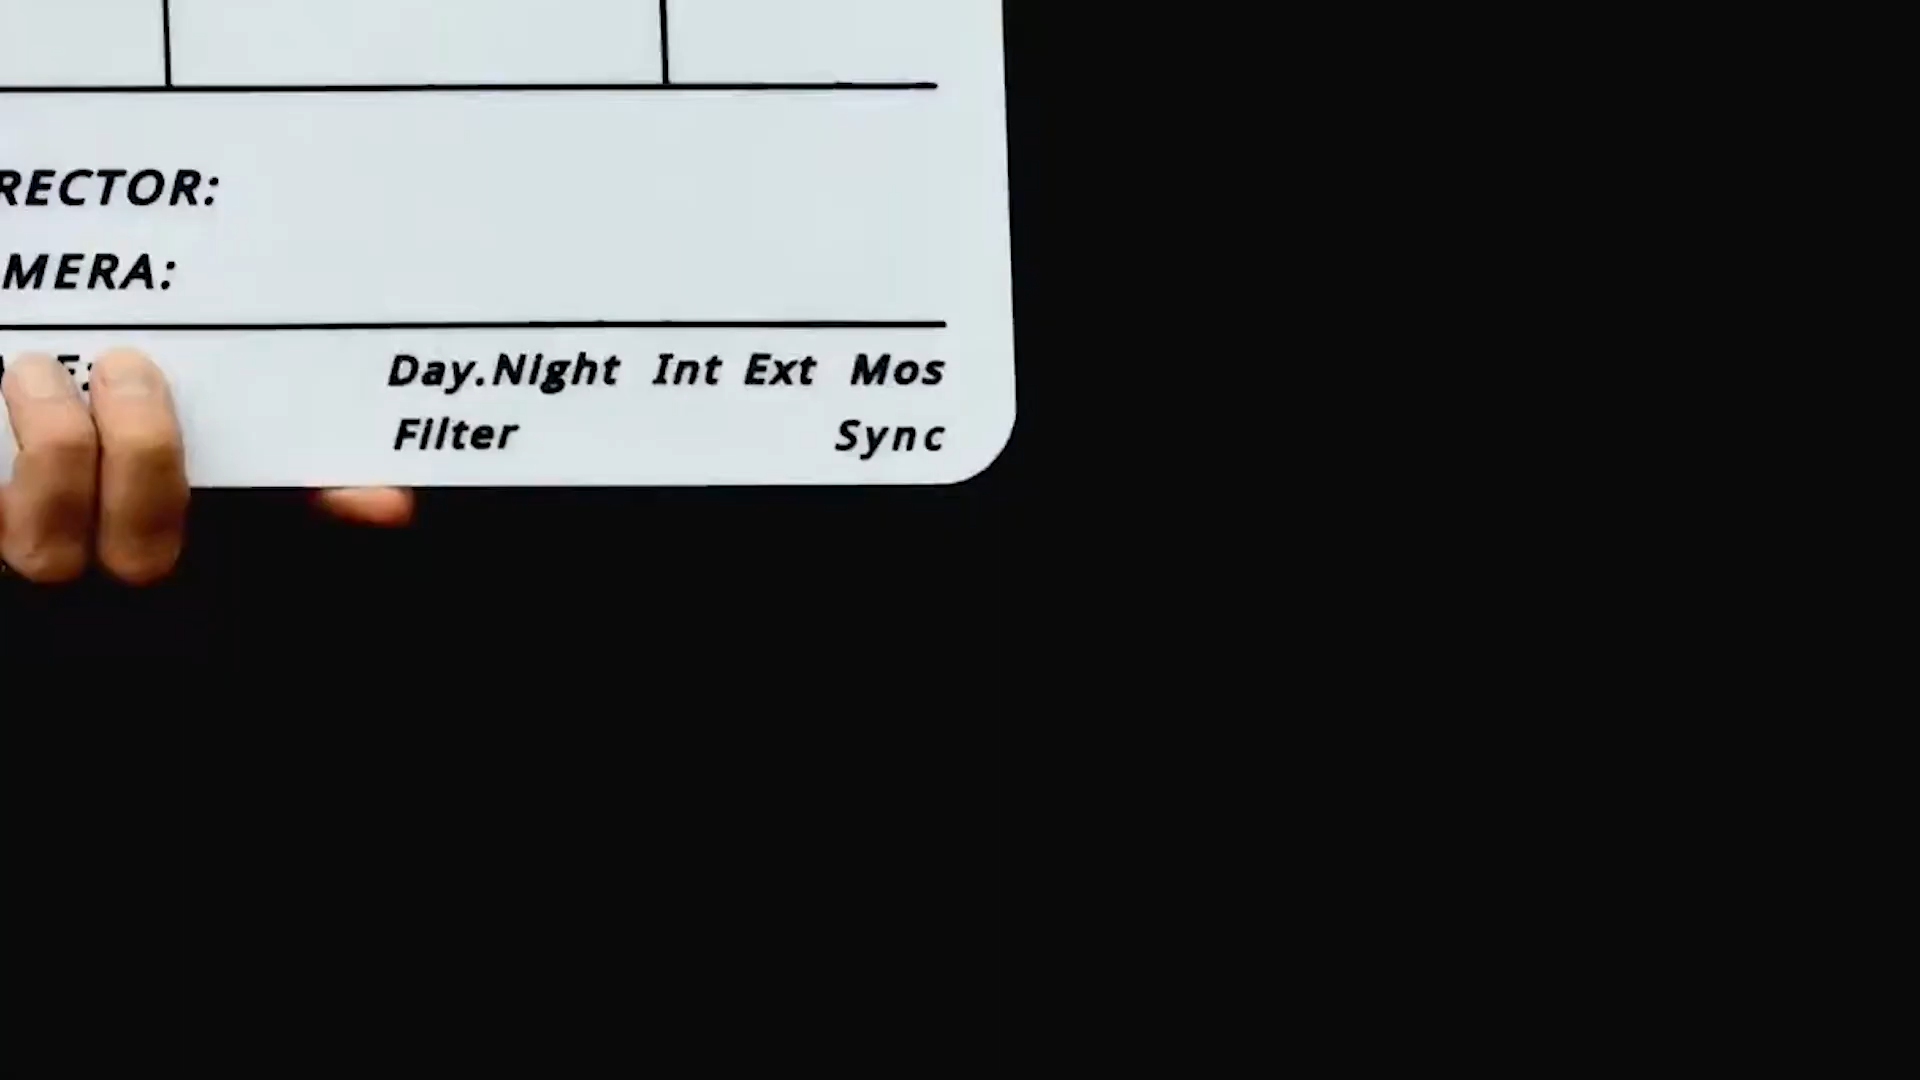 RECTOR:
MERA:
E:
Day.Night Int Ext Mos
Filter Sync